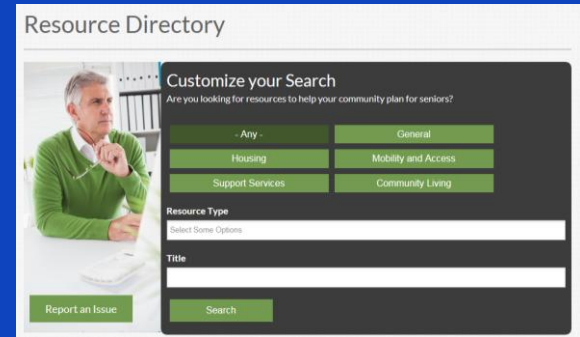 Resource Directory
Customize your Search
Are you looking for resources to help your community plan for seniors?
- Any -
General
Housing
Mobility and Access
Support Services
Community Living
Resource Type
Select Some Options
Title
Report an Issue
Search